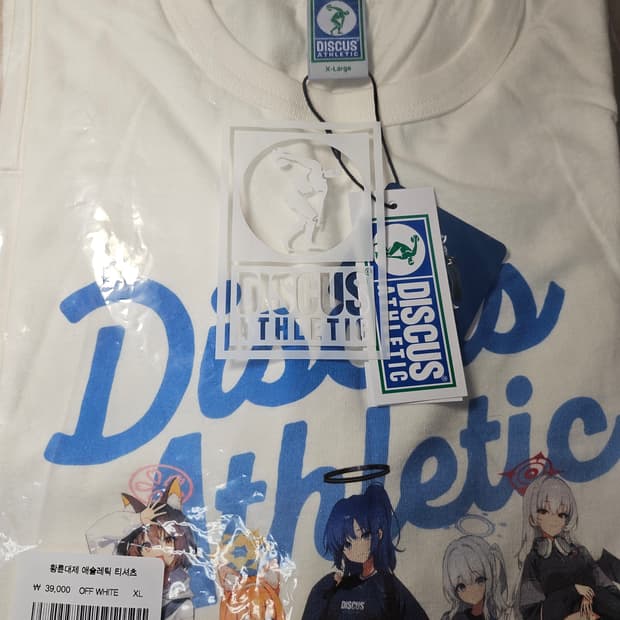 DISCUS®
ATHLETIC
X-Large
DISCUS®
ATHLETIC
DISCUS®
ATHLETIC
Discus
Athletic
DISCUS
황륜대제 애슬레틱 티셔츠
₩ 39,000 OFF WHITE XL